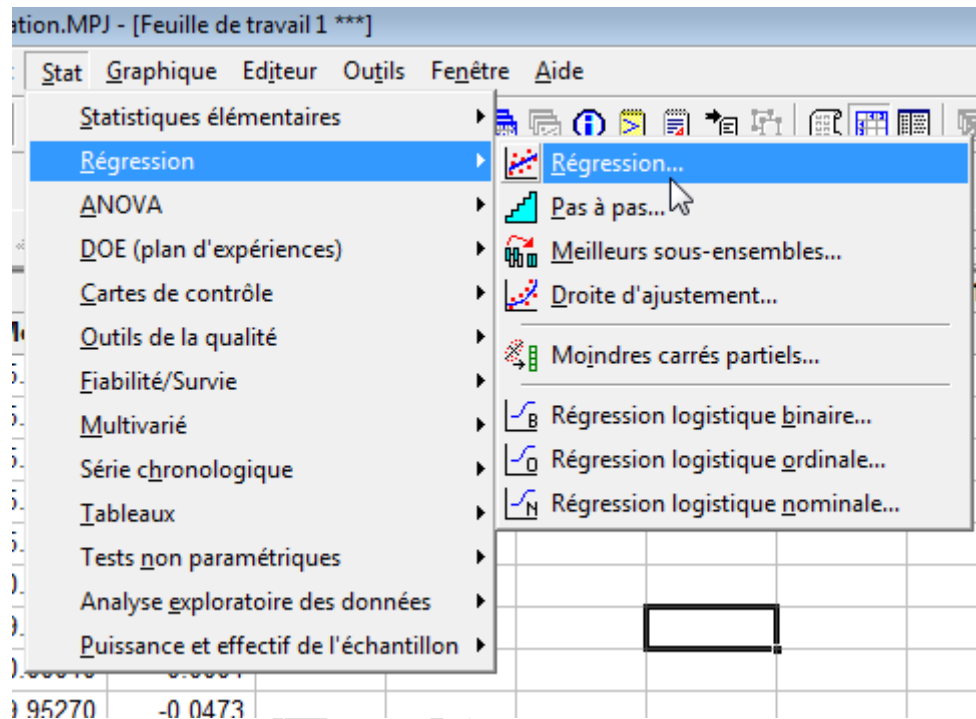 ation.MPJ - [Feuille de travail 1 ***]
Stat Graphique Editeur Outils Fenêtre Aide
Statistiques élémentaires
Régression
ANOVA
DOE (plan d'expériences)
Cartes de contrôle
Outils de la qualité
Fiabilité/Survie
Multivarié
Série chronologique
Tableaux
Tests non paramétriques
Analyse exploratoire des données
Puissance et effectif de l'échantillon
Régression...
Pas à pas...
Meilleurs sous-ensembles...
Droite d'ajustement...
Moindres carrés partiels...
B Régression logistique binaire...
O Régression logistique ordinale...
N Régression logistique nominale...
9.95270 -0.0473